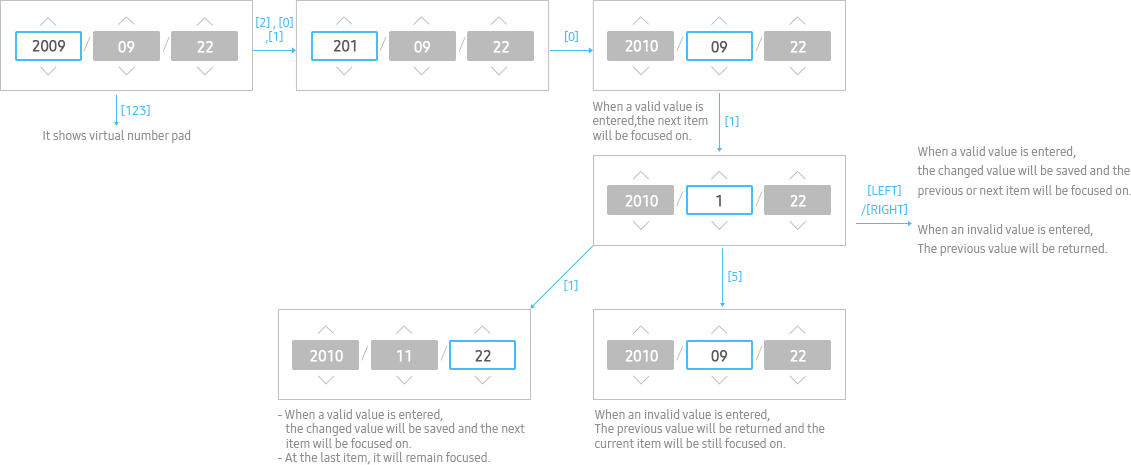 2009 / 09 / 22
[2] , [0]
,[1]
201 / 09 / 22
[0]
2010 / 09 / 22
[123]
It shows virtual number pad
When a valid value is
entered,the next item
will be focused on.
[1]
2010 / 1 / 22
[LEFT]
/[RIGHT]
When a valid value is entered,
the changed value will be saved and the
previous or next item will be focused on.
When an invalid value is entered,
The previous value will be returned.
[1]
[5]
2010 / 11 / 22
- When a valid value is entered,
the changed value will be saved and the next
item will be focused on.
- At the last item, it will remain focused.
2010 / 09 / 22
When an invalid value is entered,
The previous value will be returned and the
current item will be still focused on.